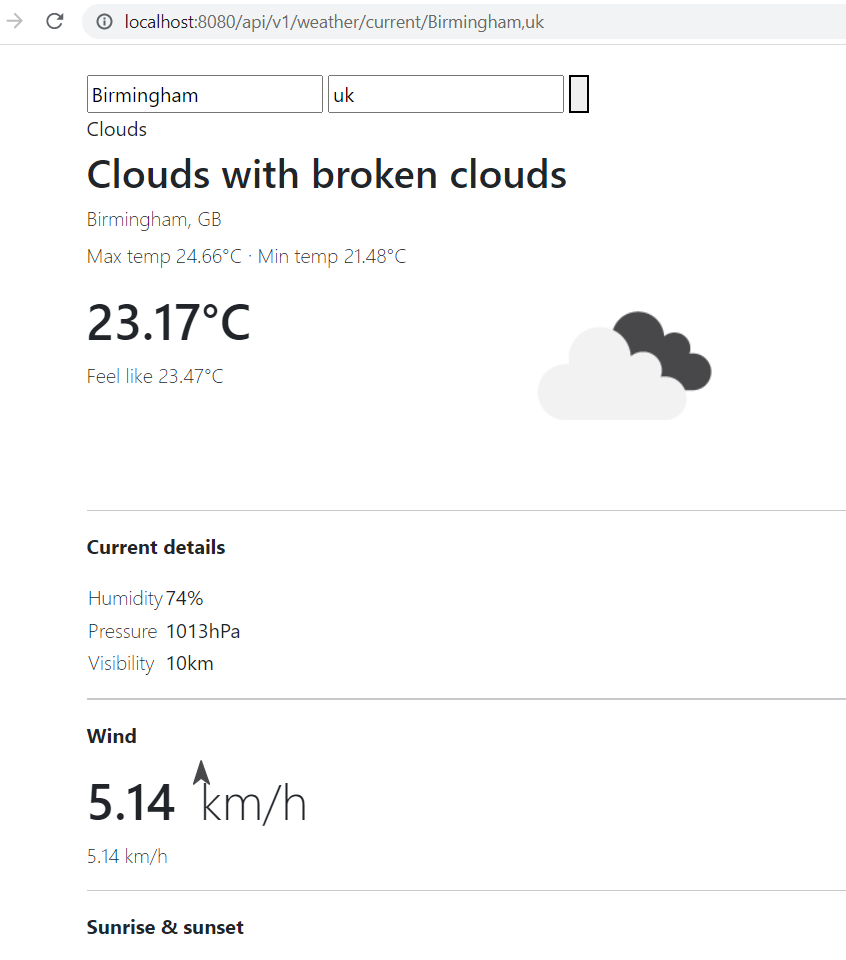 localhost:8080/api/v1/weather/current/Birmingham,uk
Birmingham uk
Clouds
Clouds with broken clouds
Birmingham, GB
Max temp 24.66°C · Min temp 21.48°C
23.17°C
Feel like 23.47°C
Current details
Humidity 74%
Pressure 1013hPa
Visibility 10km
Wind
5.14 km/h
5.14 km/h
Sunrise & sunset